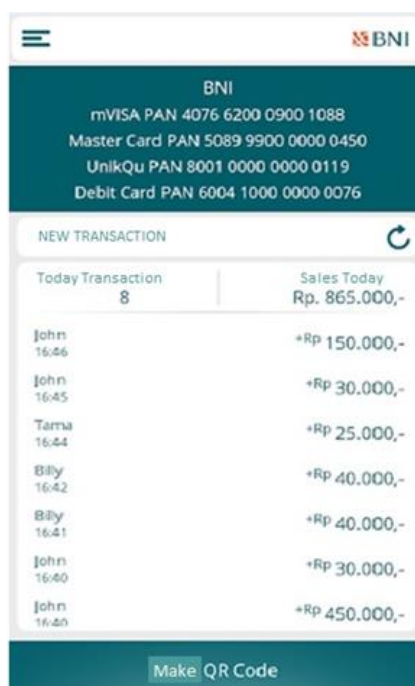 BNI
BNI
mVISA PAN 4076 6200 0900 1088
Master Card PAN 5089 9900 0000 0450
UnikQu PAN 8001 0000 0000 0119
Debit Card PAN 6004 1000 0000 0076
NEW TRANSACTION
Today Transaction Sales Today
8 Rp. 865.000,-
John +Rp 150.000,-
16:46
John +Rp 30.000,-
16:45
Tama +Rp 25.000,-
16:44
Billy +Rp 40.000,-
16:42
Billy +Rp 40.000,-
16:41
John +Rp 30.000,-
16:40
John +Rp 450.000,-
16:40
Make QR Code